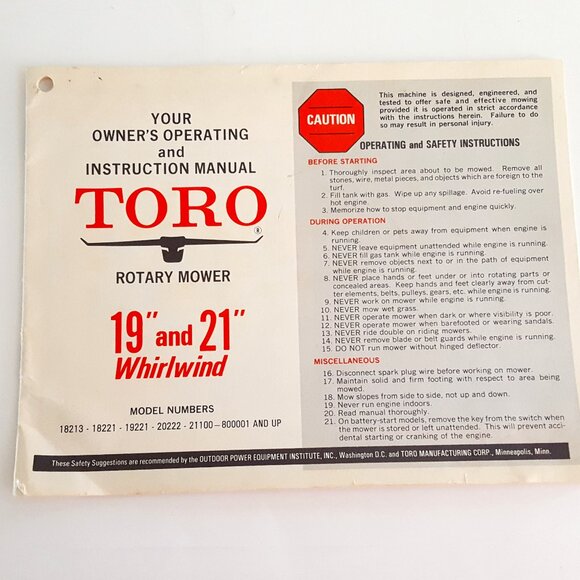 YOUR
OWNER'S OPERATING
and
INSTRUCTION MANUAL
TORO
®
ROTARY MOWER
19" and 21"
Whirlwind
MODEL NUMBERS
18213 - 18221 - 19221 - 20222 - 21100-800001 AND UP
CAUTION
This machine is designed, engineered, and
tested to offer safe and effective mowing
provided it is operated in strict accordance
with the instructions herein. Failure to do
so may result in personal injury.
OPERATING and SAFETY INSTRUCTIONS
BEFORE STARTING
1. Thoroughly inspect area about to be mowed. Remove all
stones, wire, metal pieces, and objects which are foreign to the
turf.
2. Fill tank with gas. Wipe up any spillage. Avoid re-fueling over
hot engine.
3. Memorize how to stop equipment and engine quickly.
DURING OPERATION
4. Keep children or pets away from equipment when engine is
running.
5. NEVER leave equipment unattended while engine is running.
6. NEVER fill gas tank while engine is running.
7. NEVER remove objects next to or in the path of equipment
while engine is running.
8. NEVER place hands or feet under or into rotating parts or
concealed areas. Keep hands and feet clearly away from cut-
ter elements, belts, pulleys, gears, etc. while engine is running.
9. NEVER work on mower while engine is running.
10. NEVER mow wet grass.
11. NEVER operate mower when dark or where visibility is poor.
12. NEVER operate mower when barefooted or wearing sandals.
13. NEVER ride double on riding mowers.
14. NEVER remove blade or belt guards while engine is running.
15. DO NOT run mower without hinged deflector.
MISCELLANEOUS
16. Disconnect spark plug wire before working on mower.
17. Maintain solid and firm footing with respect to area being
mowed.
18. Mow slopes from side to side, not up and down.
19. Never run engine indoors.
20. Read manual thoroughly.
21. On battery-start models, remove the key from the switch when
the mower is stored or left unattended. This will prevent acci-
dental starting or cranking of the engine.
These Safety Suggestions are recommended by the OUTDOOR POWER EQUIPMENT INSTITUTE, INC., Washington D.C. and TORO MANUFACTURING CORP., Minneapolis, Minn.